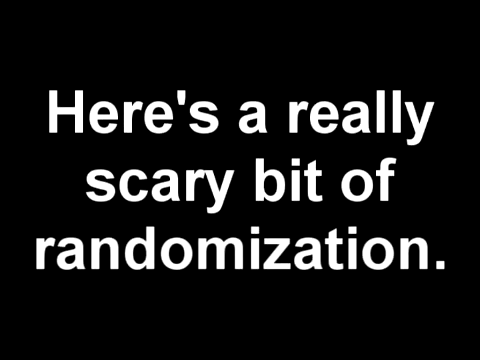 Here's a really
scary bit of
randomization.